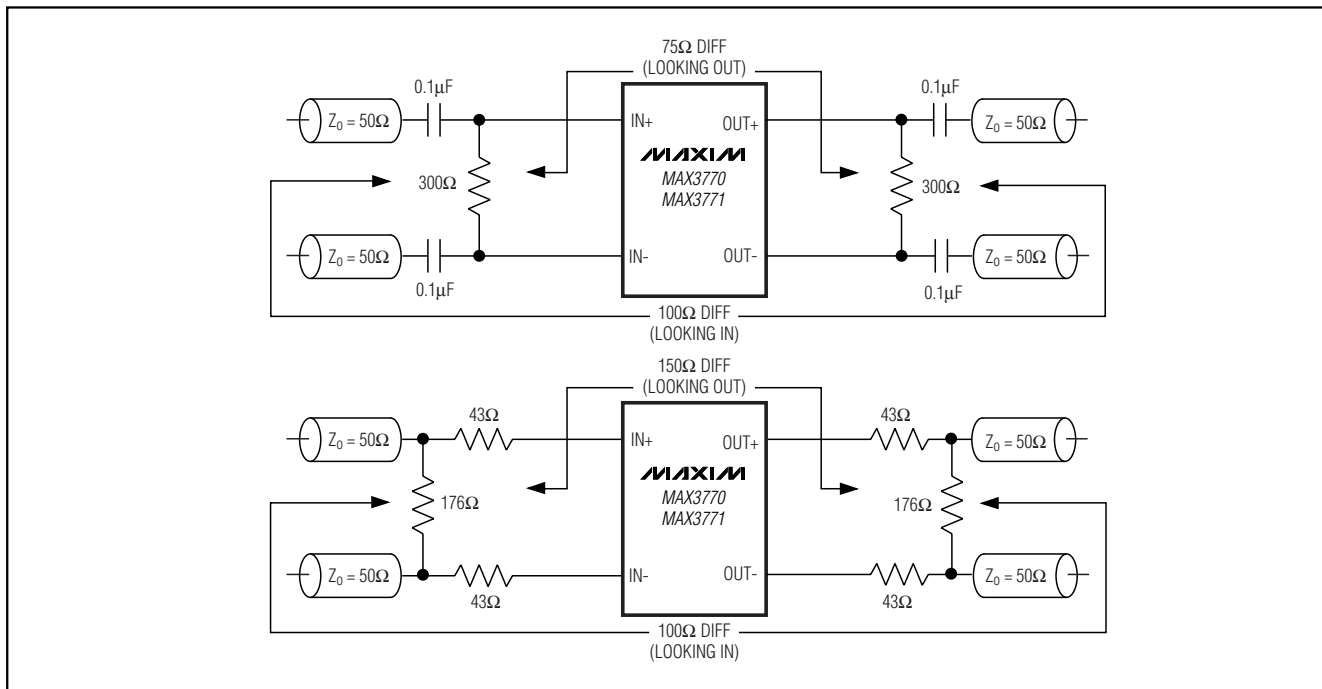 75Ω DIFF
(LOOKING OUT)
0.1µF
0.1µF
Z0 = 50Ω
IN+
OUT+
Z0 = 50Ω
MAXIM
300Ω
MAX3770
MAX3771
300Ω
Z0 = 50Ω
IN-
OUT-
Z0 = 50Ω
0.1µF
0.1µF
100Ω DIFF
(LOOKING IN)
150Ω DIFF
(LOOKING OUT)
43Ω
43Ω
Z0 = 50Ω
IN+
OUT+
Z0 = 50Ω
MAXIM
176Ω
MAX3770
MAX3771
176Ω
Z0 = 50Ω
IN-
OUT-
Z0 = 50Ω
43Ω
43Ω
100Ω DIFF
(LOOKING IN)